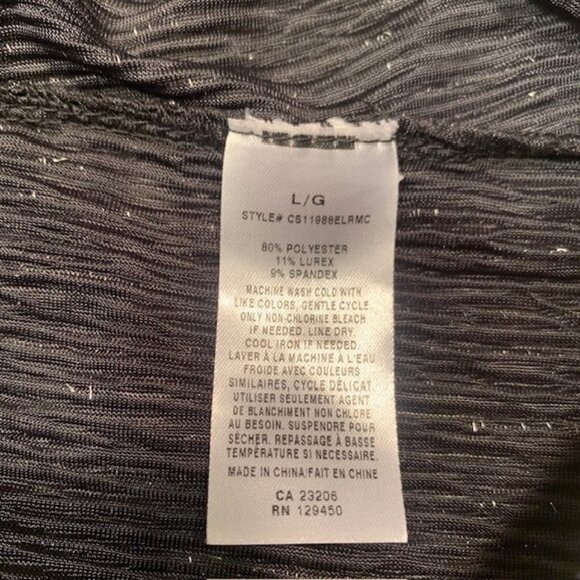 L/G
STYLE# CS11988ELRMC
80% POLYESTER
11% LUREX
9% SPANDEX
MACHINE WASH COLD WITH
LIKE COLORS, GENTLE CYCLE.
ONLY NON-CHLORINE BLEACH
IF NEEDED. LINE DRY.
COOL IRON IF NEEDED.
LAVER À LA MACHINE A L'EAU
FROIDE AVEC COULEURS
SIMILAIRES, CYCLE DÉLICAT.
UTILISER SEULEMENT AGENT
DE BLANCHIMENT NON CHLORE
AU BESOIN. SUSPENDRE POUR
SÉCHER. REPASSAGE À BASSE
TEMPÉRATURE SI NÉCESSAIRE.
MADE IN CHINA/FAIT EN CHINE
CA 23206
RN 129450